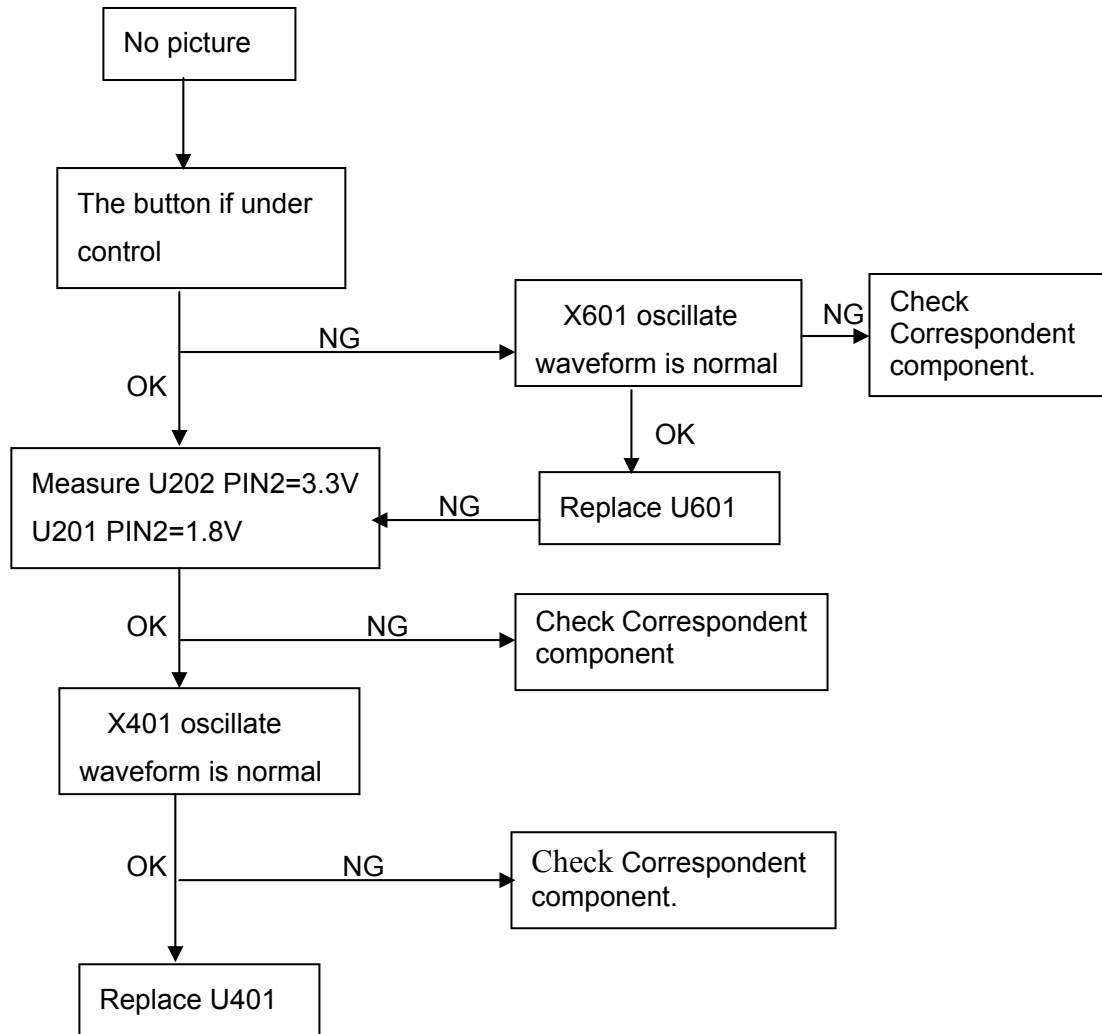 No picture
The button if under
control
NG
X601 oscillate
waveform is normal
NG
Check
Correspondent
component.
OK
OK
Measure U202 PIN2=3.3V
U201 PIN2=1.8V
NG
Replace U601
OK
NG
Check Correspondent
component
X401 oscillate
waveform is normal
OK
NG
Check Correspondent
component.
Replace U401